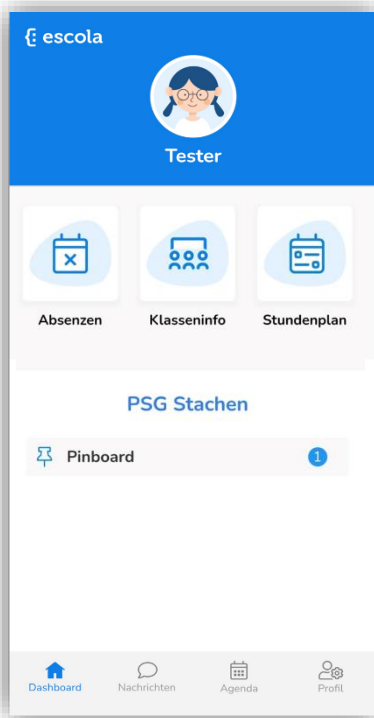 escola
Tester
Absenzen Klasseninfo Stundenplan
PSG Stachen
Pinboard 1
Dashboard Nachrichten Agenda Profil